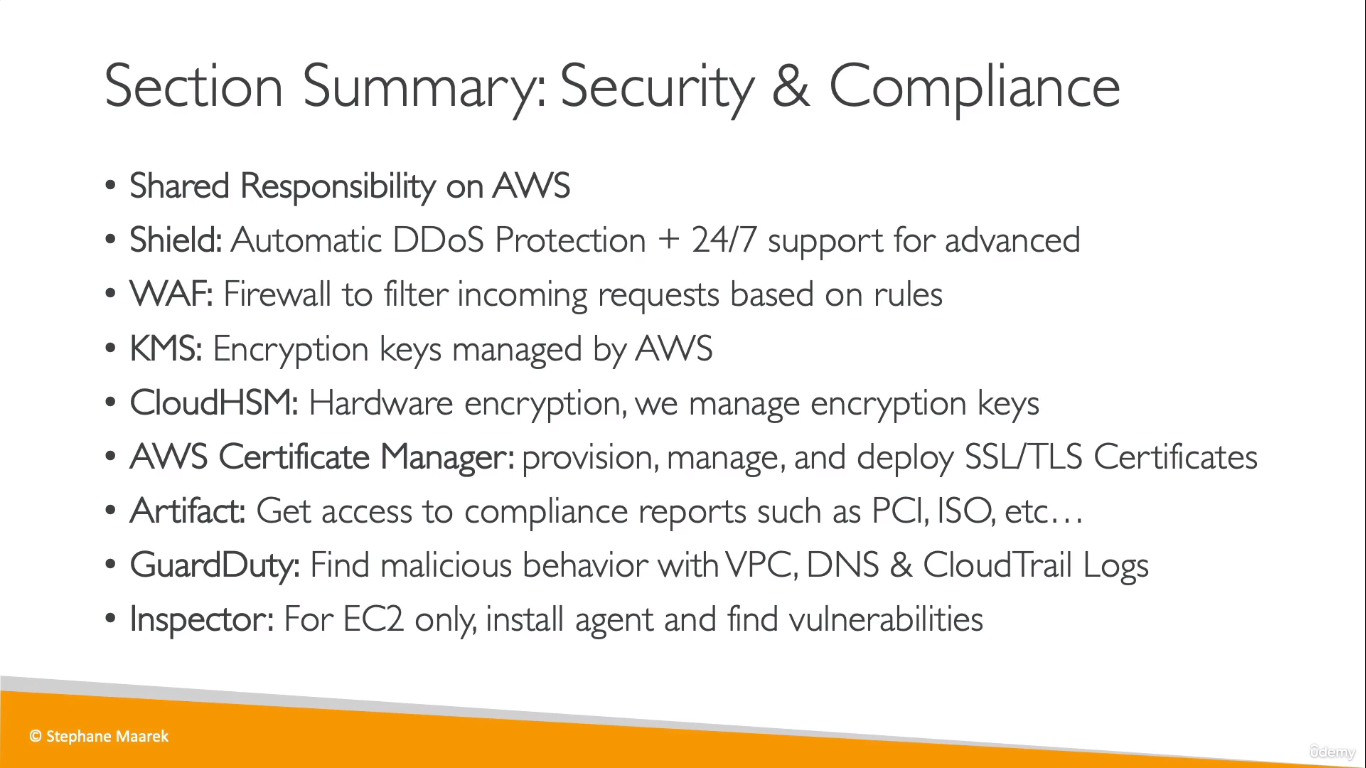 Section Summary: Security & Compliance
• Shared Responsibility on AWS
• Shield: Automatic DDoS Protection + 24/7 support for advanced
• WAF: Firewall to filter incoming requests based on rules
• KMS: Encryption keys managed by AWS
• CloudHSM: Hardware encryption, we manage encryption keys
• AWS Certificate Manager: provision, manage, and deploy SSL/TLS Certificates
• Artifact: Get access to compliance reports such as PCI, ISO, etc…
• GuardDuty: Find malicious behavior with VPC, DNS & CloudTrail Logs
• Inspector: For EC2 only, install agent and find vulnerabilities
© Stephane Maarek
ûdemy